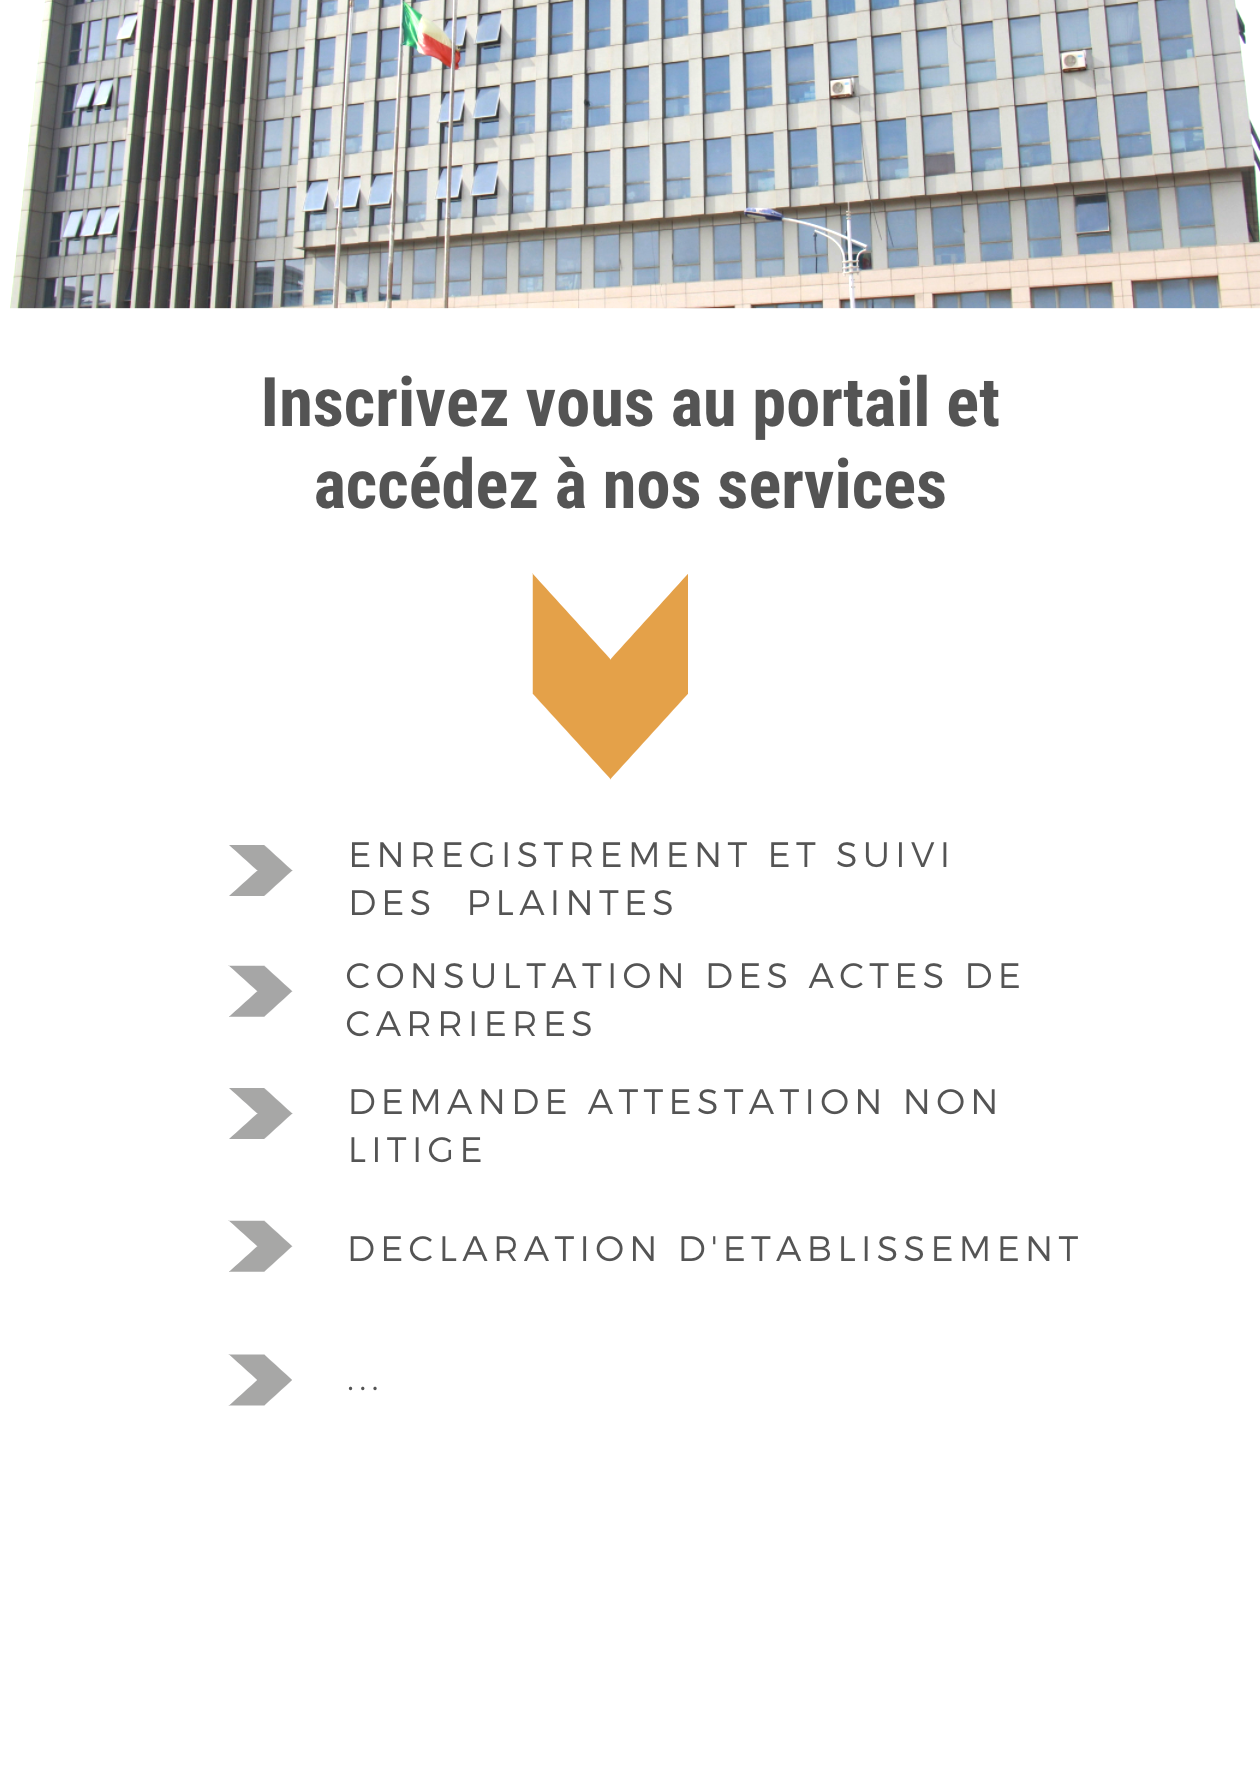 Inscrivez vous au portail et
accédez à nos services
ENREGISTREMENT ET SUIVI
DES PLAINTES
CONSULTATION DES ACTES DE
CARRIERES
DEMANDE ATTESTATION NON
LITIGE
DECLARATION D'ETABLISSEMENT
...